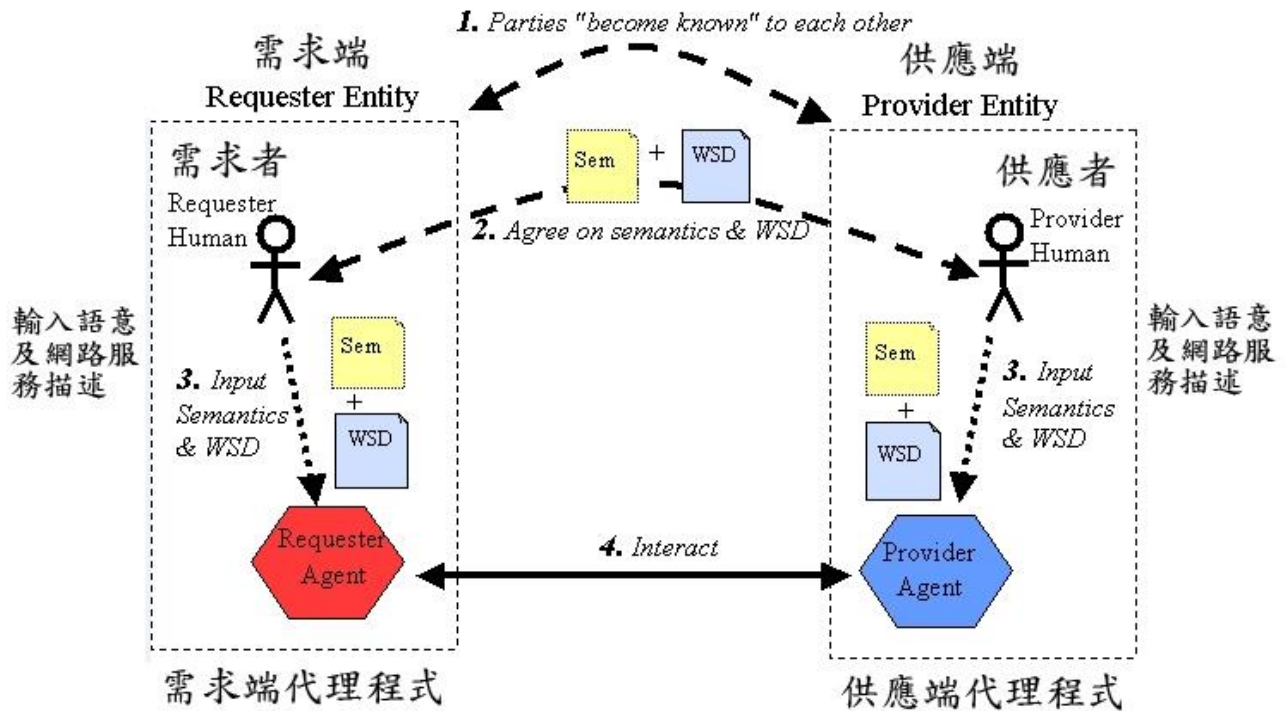 1. Parties "become known" to each other
需求端
Requester Entity
供應端
Provider Entity
需求者
Requester
Human
Sem
+
WSD
2. Agree on semantics & WSD
供應者
Provider
Human
輸入語意
及網路服
務描述
3. Input
Semantics
& WSD
Sem
+
WSD
Sem
+
WSD
3. Input
Semantics
& WSD
輸入語意
及網路服
務描述
Requester
Agent
4. Interact
Provider
Agent
需求端代理程式
供應端代理程式